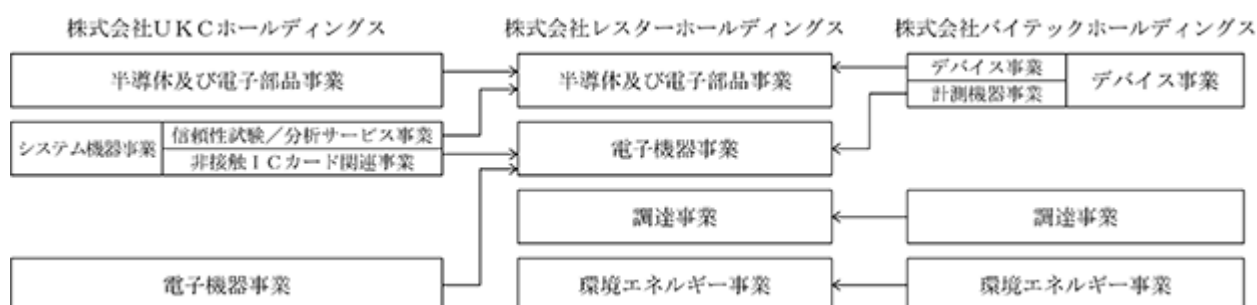 株式会社UKCホールディングス
株式会社レスターホールディングス
株式会社バイテックホールディングス
半導体及び電子部品事業
半導体及び電子部品事業
デバイス事業
計測機器事業
デバイス事業
システム機器事業
信頼性試験/分析サービス事業
非接触ICカード関連事業
電子機器事業
調達事業
調達事業
電子機器事業
環境エネルギー事業
環境エネルギー事業